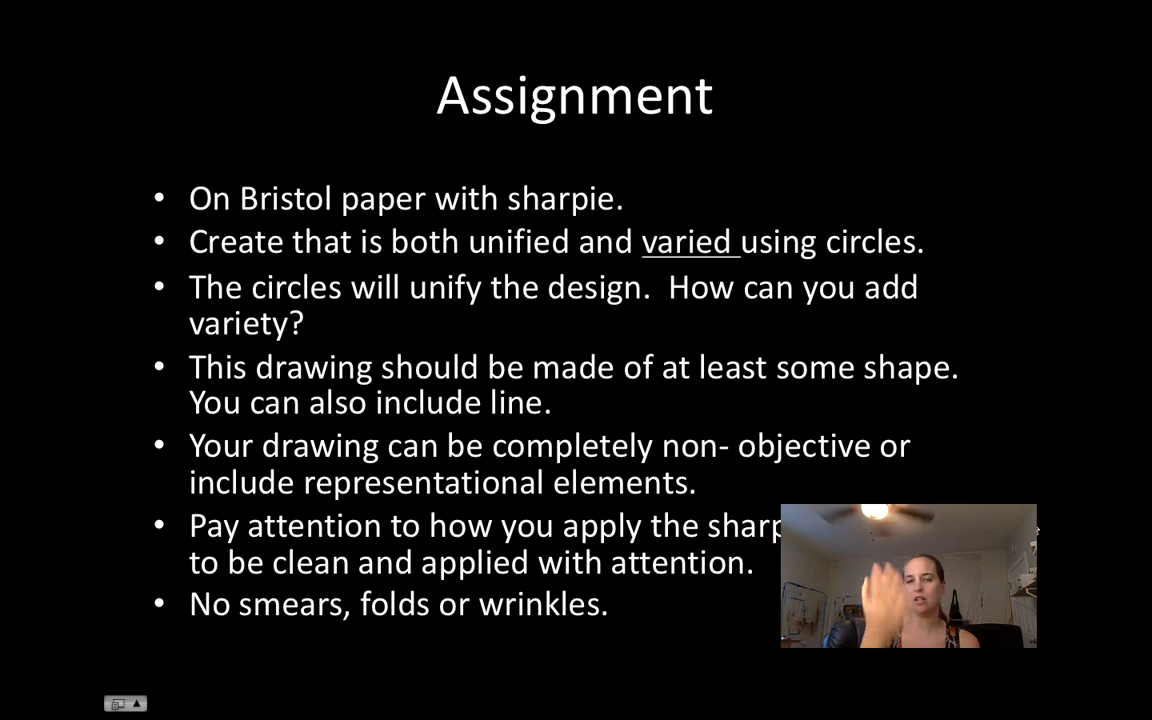 Assignment
• On Bristol paper with sharpie.
• Create that is both unified and varied using circles.
• The circles will unify the design.  How can you add
variety?
• This drawing should be made of at least some shape.
You can also include line.
• Your drawing can be completely non- objective or
include representational elements.
• Pay attention to how you apply the
to be clean and applied with attention.
• No smears, folds or wrinkles.